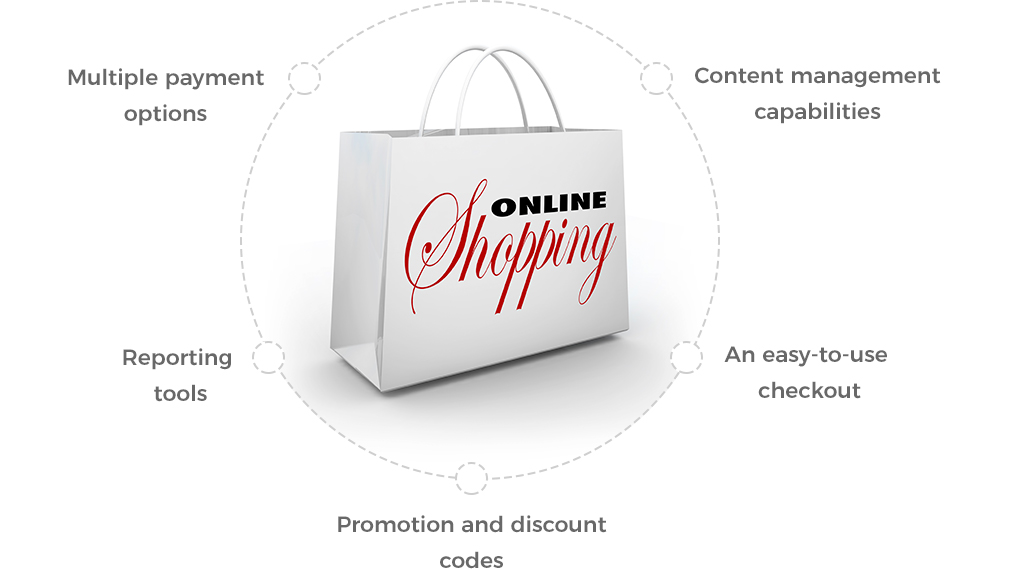 Multiple payment
options
Content management
capabilities
ONLINE
Shopping
Reporting
tools
An easy-to-use
checkout
Promotion and discount
codes